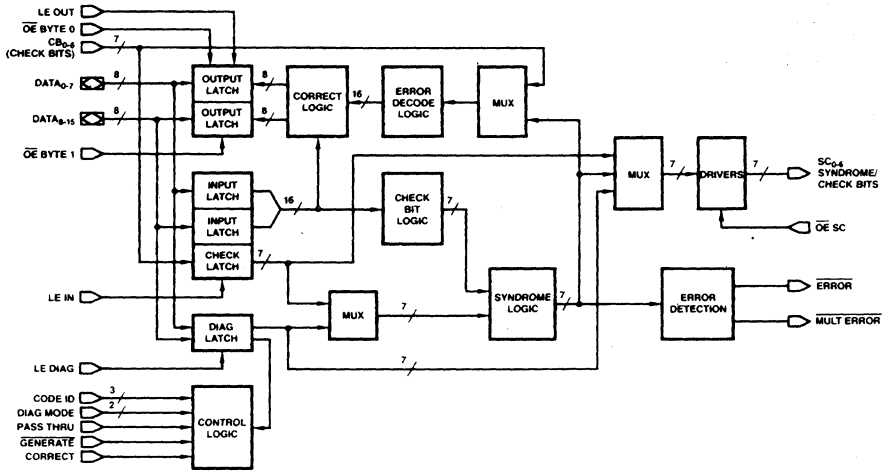 LE OUT
OE BYTE 0
CB0-6
(CHECK BITS)
7
DATA0-7
8
DATA8-15
8
OE BYTE 1
OUTPUT
LATCH
OUTPUT
LATCH
8
8
CORRECT
LOGIC
16
ERROR
DECODE
LOGIC
MUX
INPUT
LATCH
INPUT
LATCH
CHECK
LATCH
16
7
CHECK
BIT
LOGIC
7
MUX
7
DRIVERS
7
SC0-6
SYNDROME/
CHECK BITS
OE SC
LE IN
DIAG
LATCH
MUX
7
SYNDROME
LOGIC
7
ERROR
DETECTION
ERROR
MULT ERROR
7
LE DIAG
CODE ID
3
DIAG MODE
2
PASS THRU
GENERATE
CORRECT
CONTROL
LOGIC